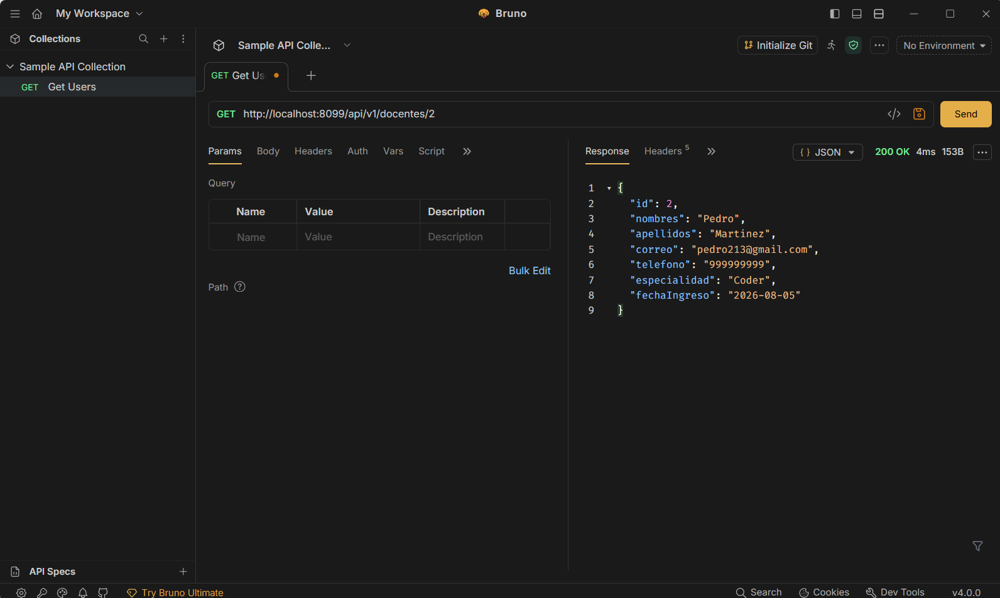 My Workspace
Bruno
Collections
Sample API Colle...
Initialize Git
No Environment
Sample API Collection
GET Get Us
GET Get Users
GET http://localhost:8099/api/v1/docentes/2
</>
Send
Params Body Headers Auth Vars Script
Response Headers 5
{ } JSON
200 OK 4ms 153B
Query
Name Value Description
Name Value Description
Bulk Edit
Path ?
1 {
2 "id": 2,
3 "nombres": "Pedro",
4 "apellidos": "Martinez",
5 "correo": "pedro213@gmail.com",
6 "telefono": "999999999",
7 "especialidad": "Coder",
8 "fechaIngreso": "2026-08-05"
9 }
API Specs
Try Bruno Ultimate
Search
Cookies
Dev Tools
v4.0.0